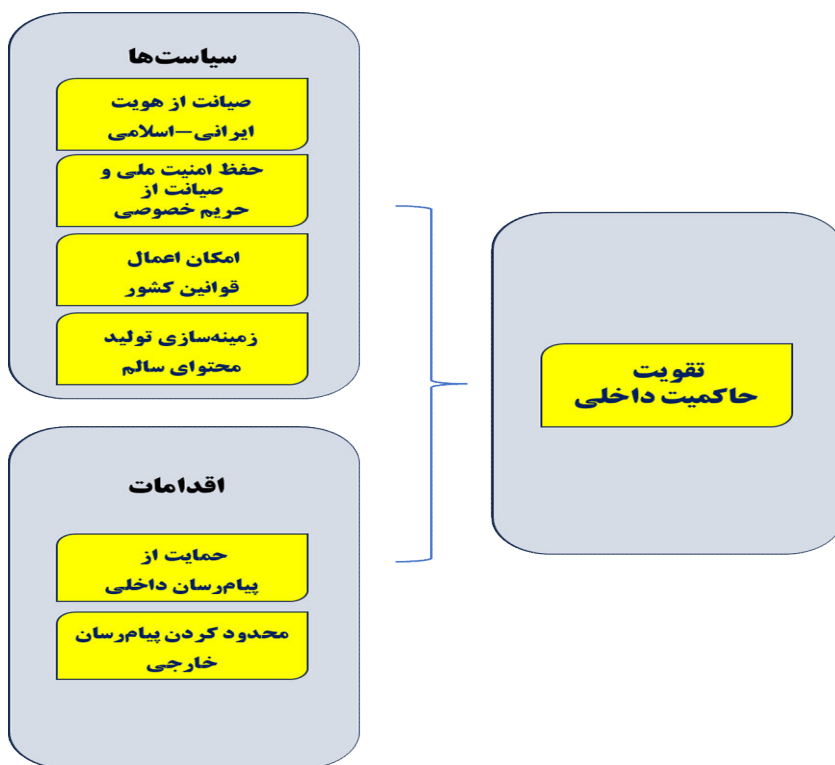 سیاست‌ها
صیانت از هویت
ایرانی-اسلامی
حفظ امنیت ملی و
صیانت از
حریم خصوصی
امکان اعمال
قوانین کشور
زمینه‌سازی تولید
محتوای سالم
اقدامات
حمایت از
پیام‌رسان داخلی
محدود کردن پیام‌رسان
خارجی
تقویت
حاکمیت داخلی